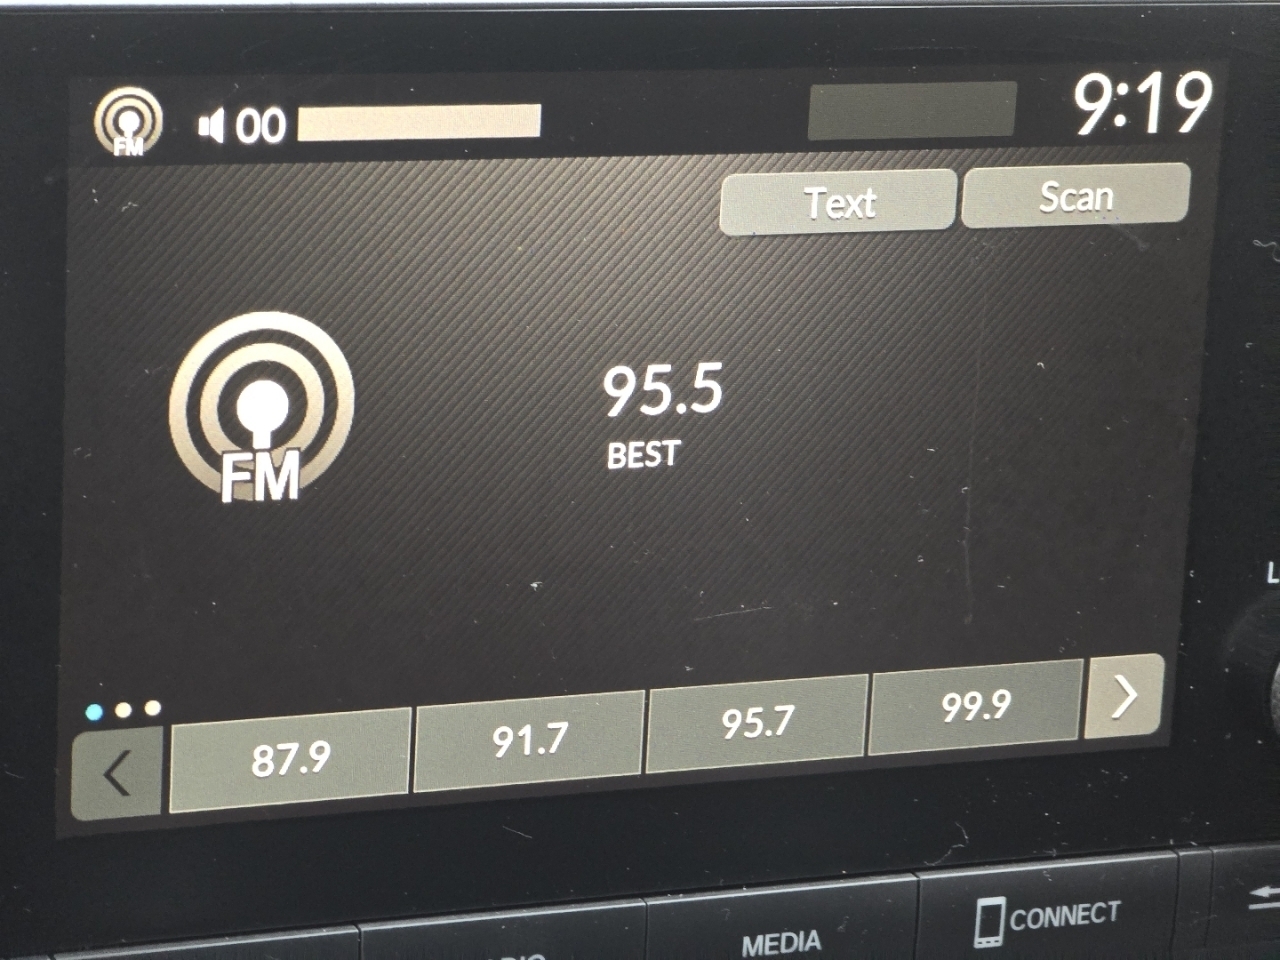 FM 00 9:19
Text Scan
FM
95.5
BEST
87.9 91.7 95.7 99.9
MEDIA CONNECT